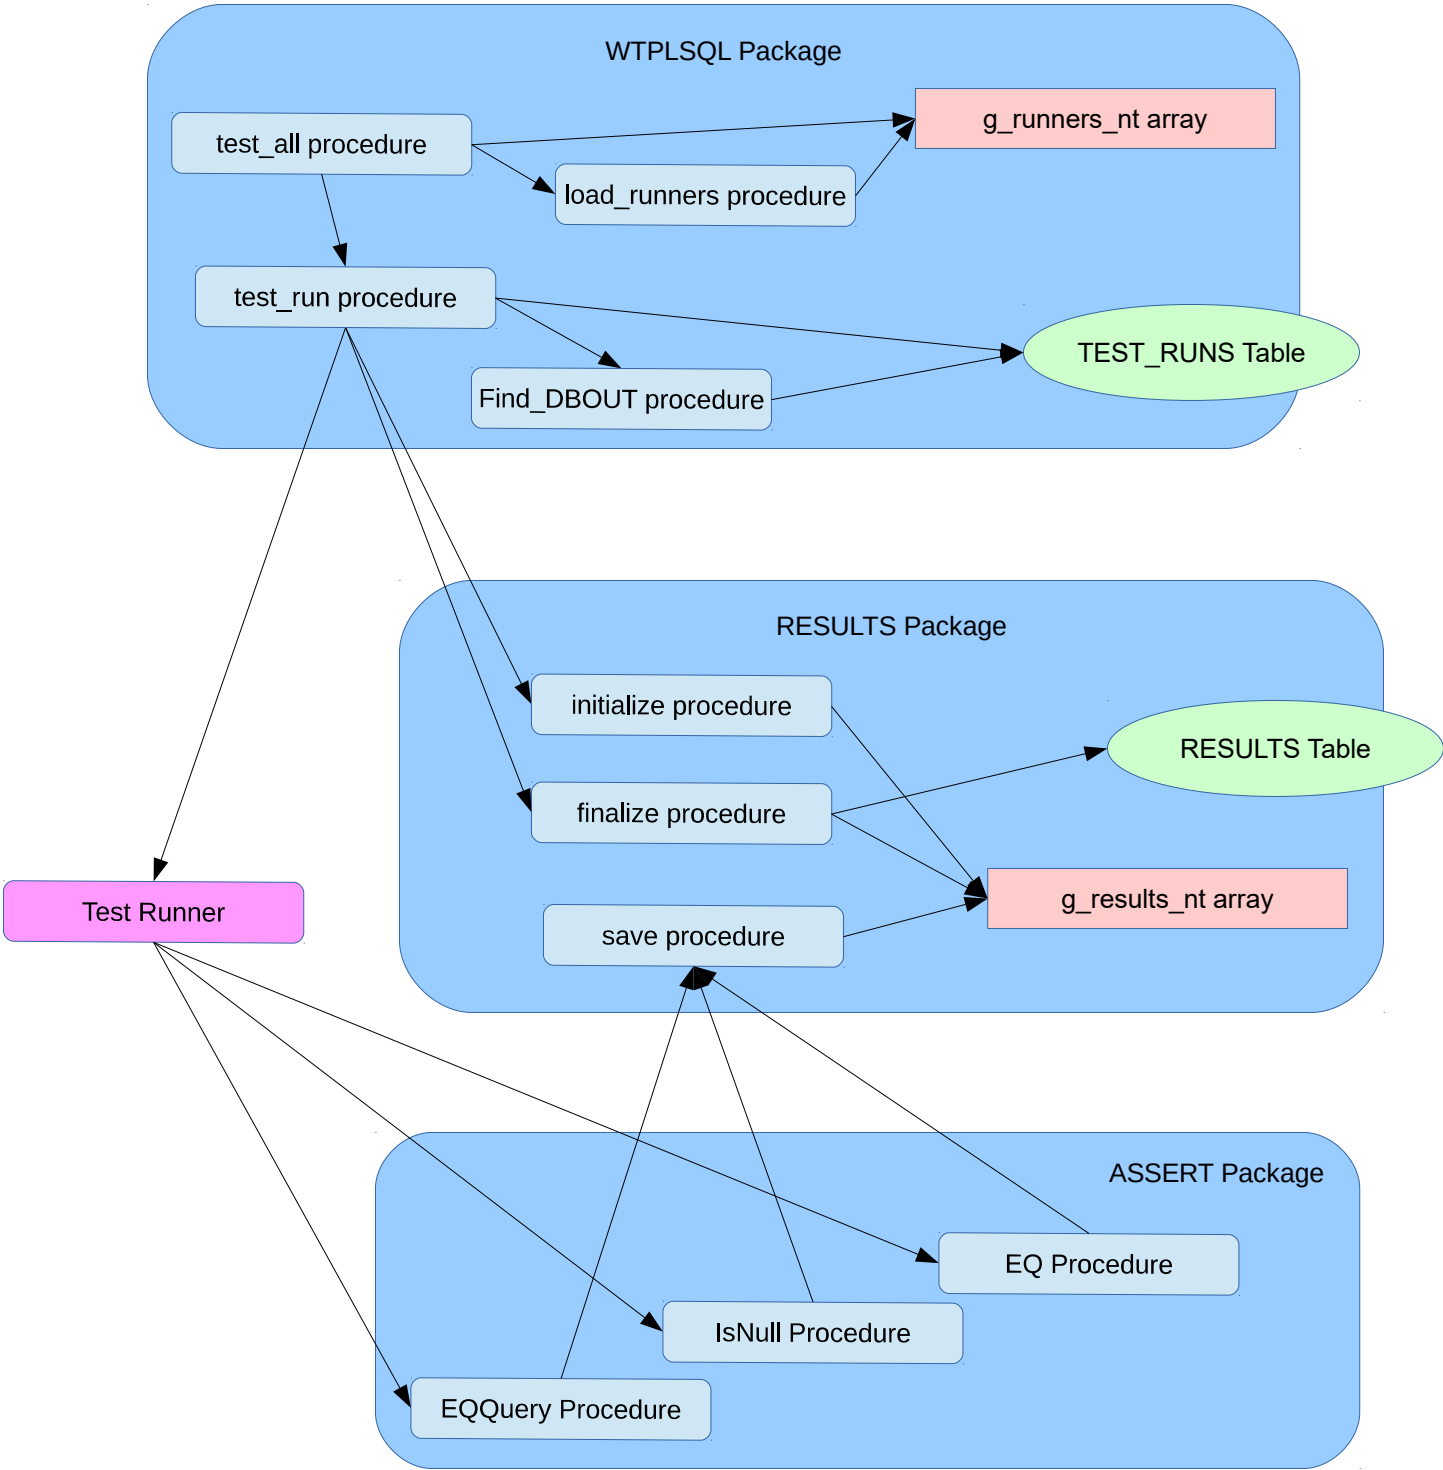 WTPLSQL Package
g_runners_nt array
test_all procedure
load_runners procedure
test_run procedure
TEST_RUNS Table
Find_DBOUT procedure
RESULTS Package
initialize procedure
RESULTS Table
finalize procedure
g_results_nt array
Test Runner
save procedure
ASSERT Package
EQ Procedure
IsNull Procedure
EQQuery Procedure